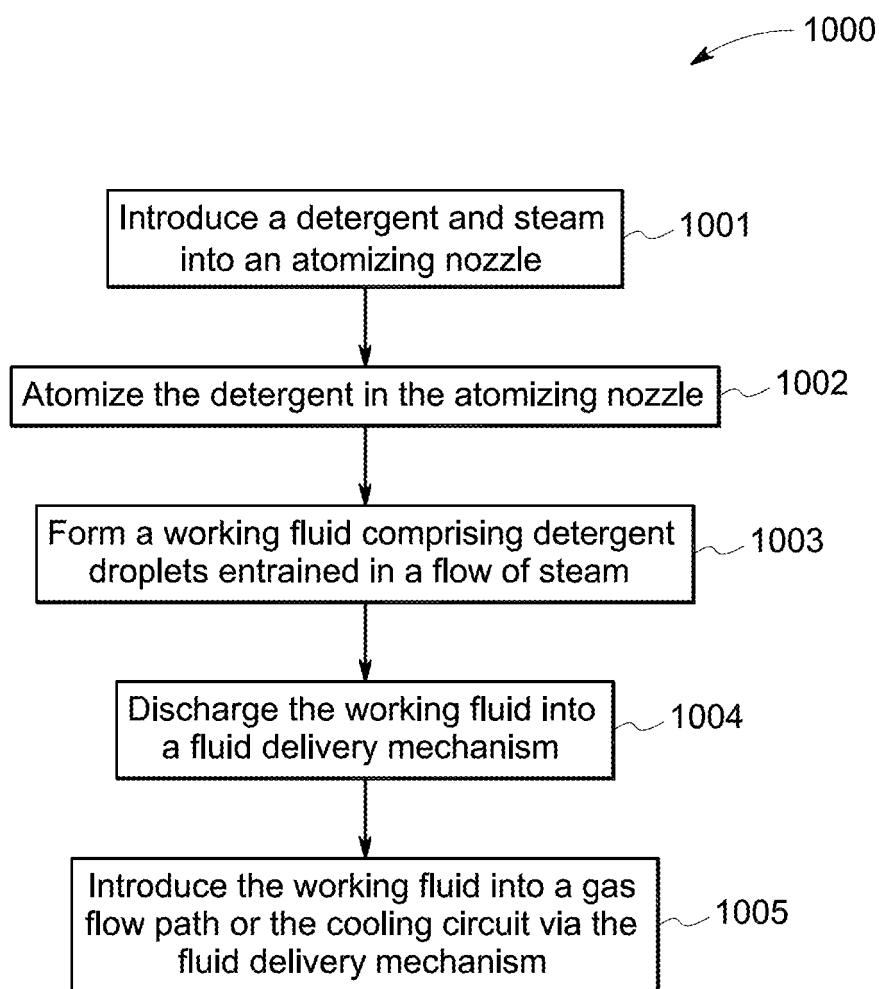 1000
Introduce a detergent and steam
into an atomizing nozzle
1001
Atomize the detergent in the atomizing nozzle
1002
Form a working fluid comprising detergent
droplets entrained in a flow of steam
1003
Discharge the working fluid into
a fluid delivery mechanism
1004
Introduce the working fluid into a gas
flow path or the cooling circuit via the
fluid delivery mechanism
1005